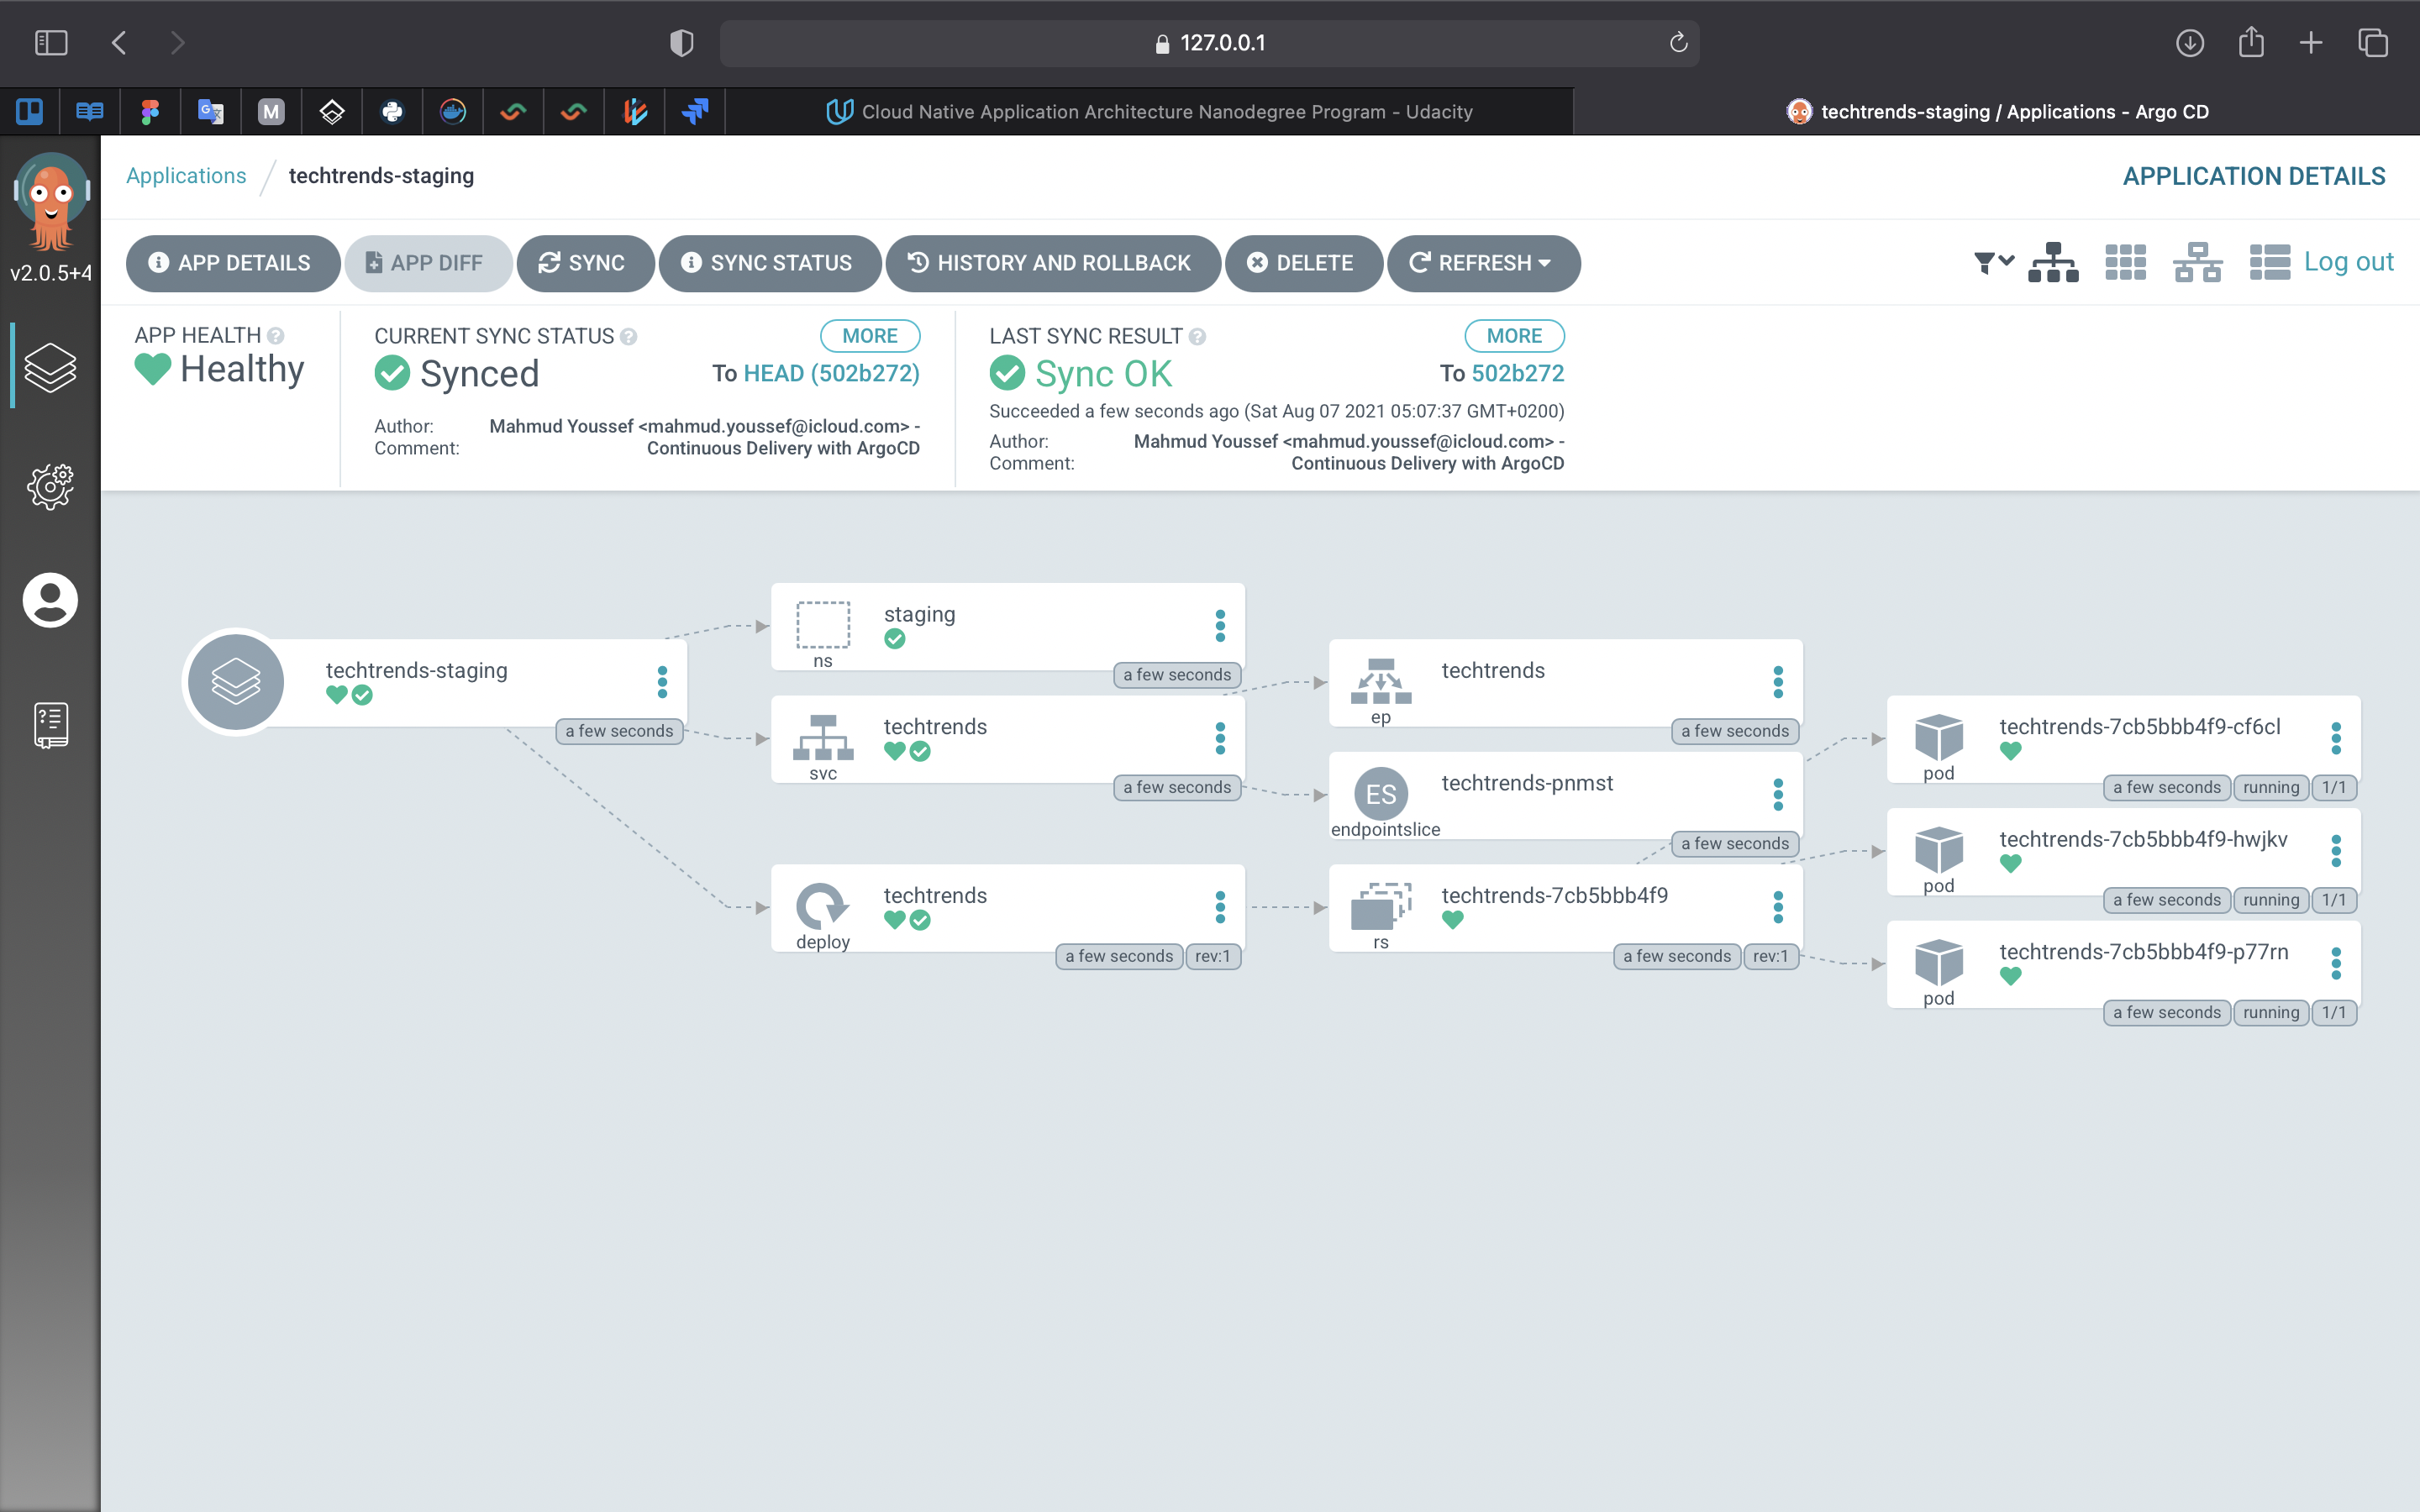 127.0.0.1
M
Cloud Native Application Architecture Nanodegree Program - Udacity
techtrends-staging / Applications - Argo CD
v2.0.5+4
Applications / techtrends-staging
APPLICATION DETAILS
APP DETAILS
APP DIFF
SYNC
SYNC STATUS
HISTORY AND ROLLBACK
DELETE
REFRESH
Log out
APP HEALTH
Healthy
CURRENT SYNC STATUS
MORE
Synced
To HEAD (502b272)
Author: Mahmud Youssef <mahmud.youssef@icloud.com> -
Comment: Continuous Delivery with ArgoCD
LAST SYNC RESULT
MORE
Sync OK
To 502b272
Succeeded a few seconds ago (Sat Aug 07 2021 05:07:37 GMT+0200)
Author: Mahmud Youssef <mahmud.youssef@icloud.com> -
Comment: Continuous Delivery with ArgoCD
techtrends-staging
a few seconds
staging
ns
a few seconds
techtrends
svc
a few seconds
techtrends
deploy
a few seconds rev:1
techtrends
ep
a few seconds
ES
techtrends-pnmst
endpointslice
a few seconds
techtrends-7cb5bbb4f9
rs
a few seconds rev:1
techtrends-7cb5bbb4f9-cf6cl
pod
a few seconds running 1/1
techtrends-7cb5bbb4f9-hwjkv
pod
a few seconds running 1/1
techtrends-7cb5bbb4f9-p77rn
pod
a few seconds running 1/1